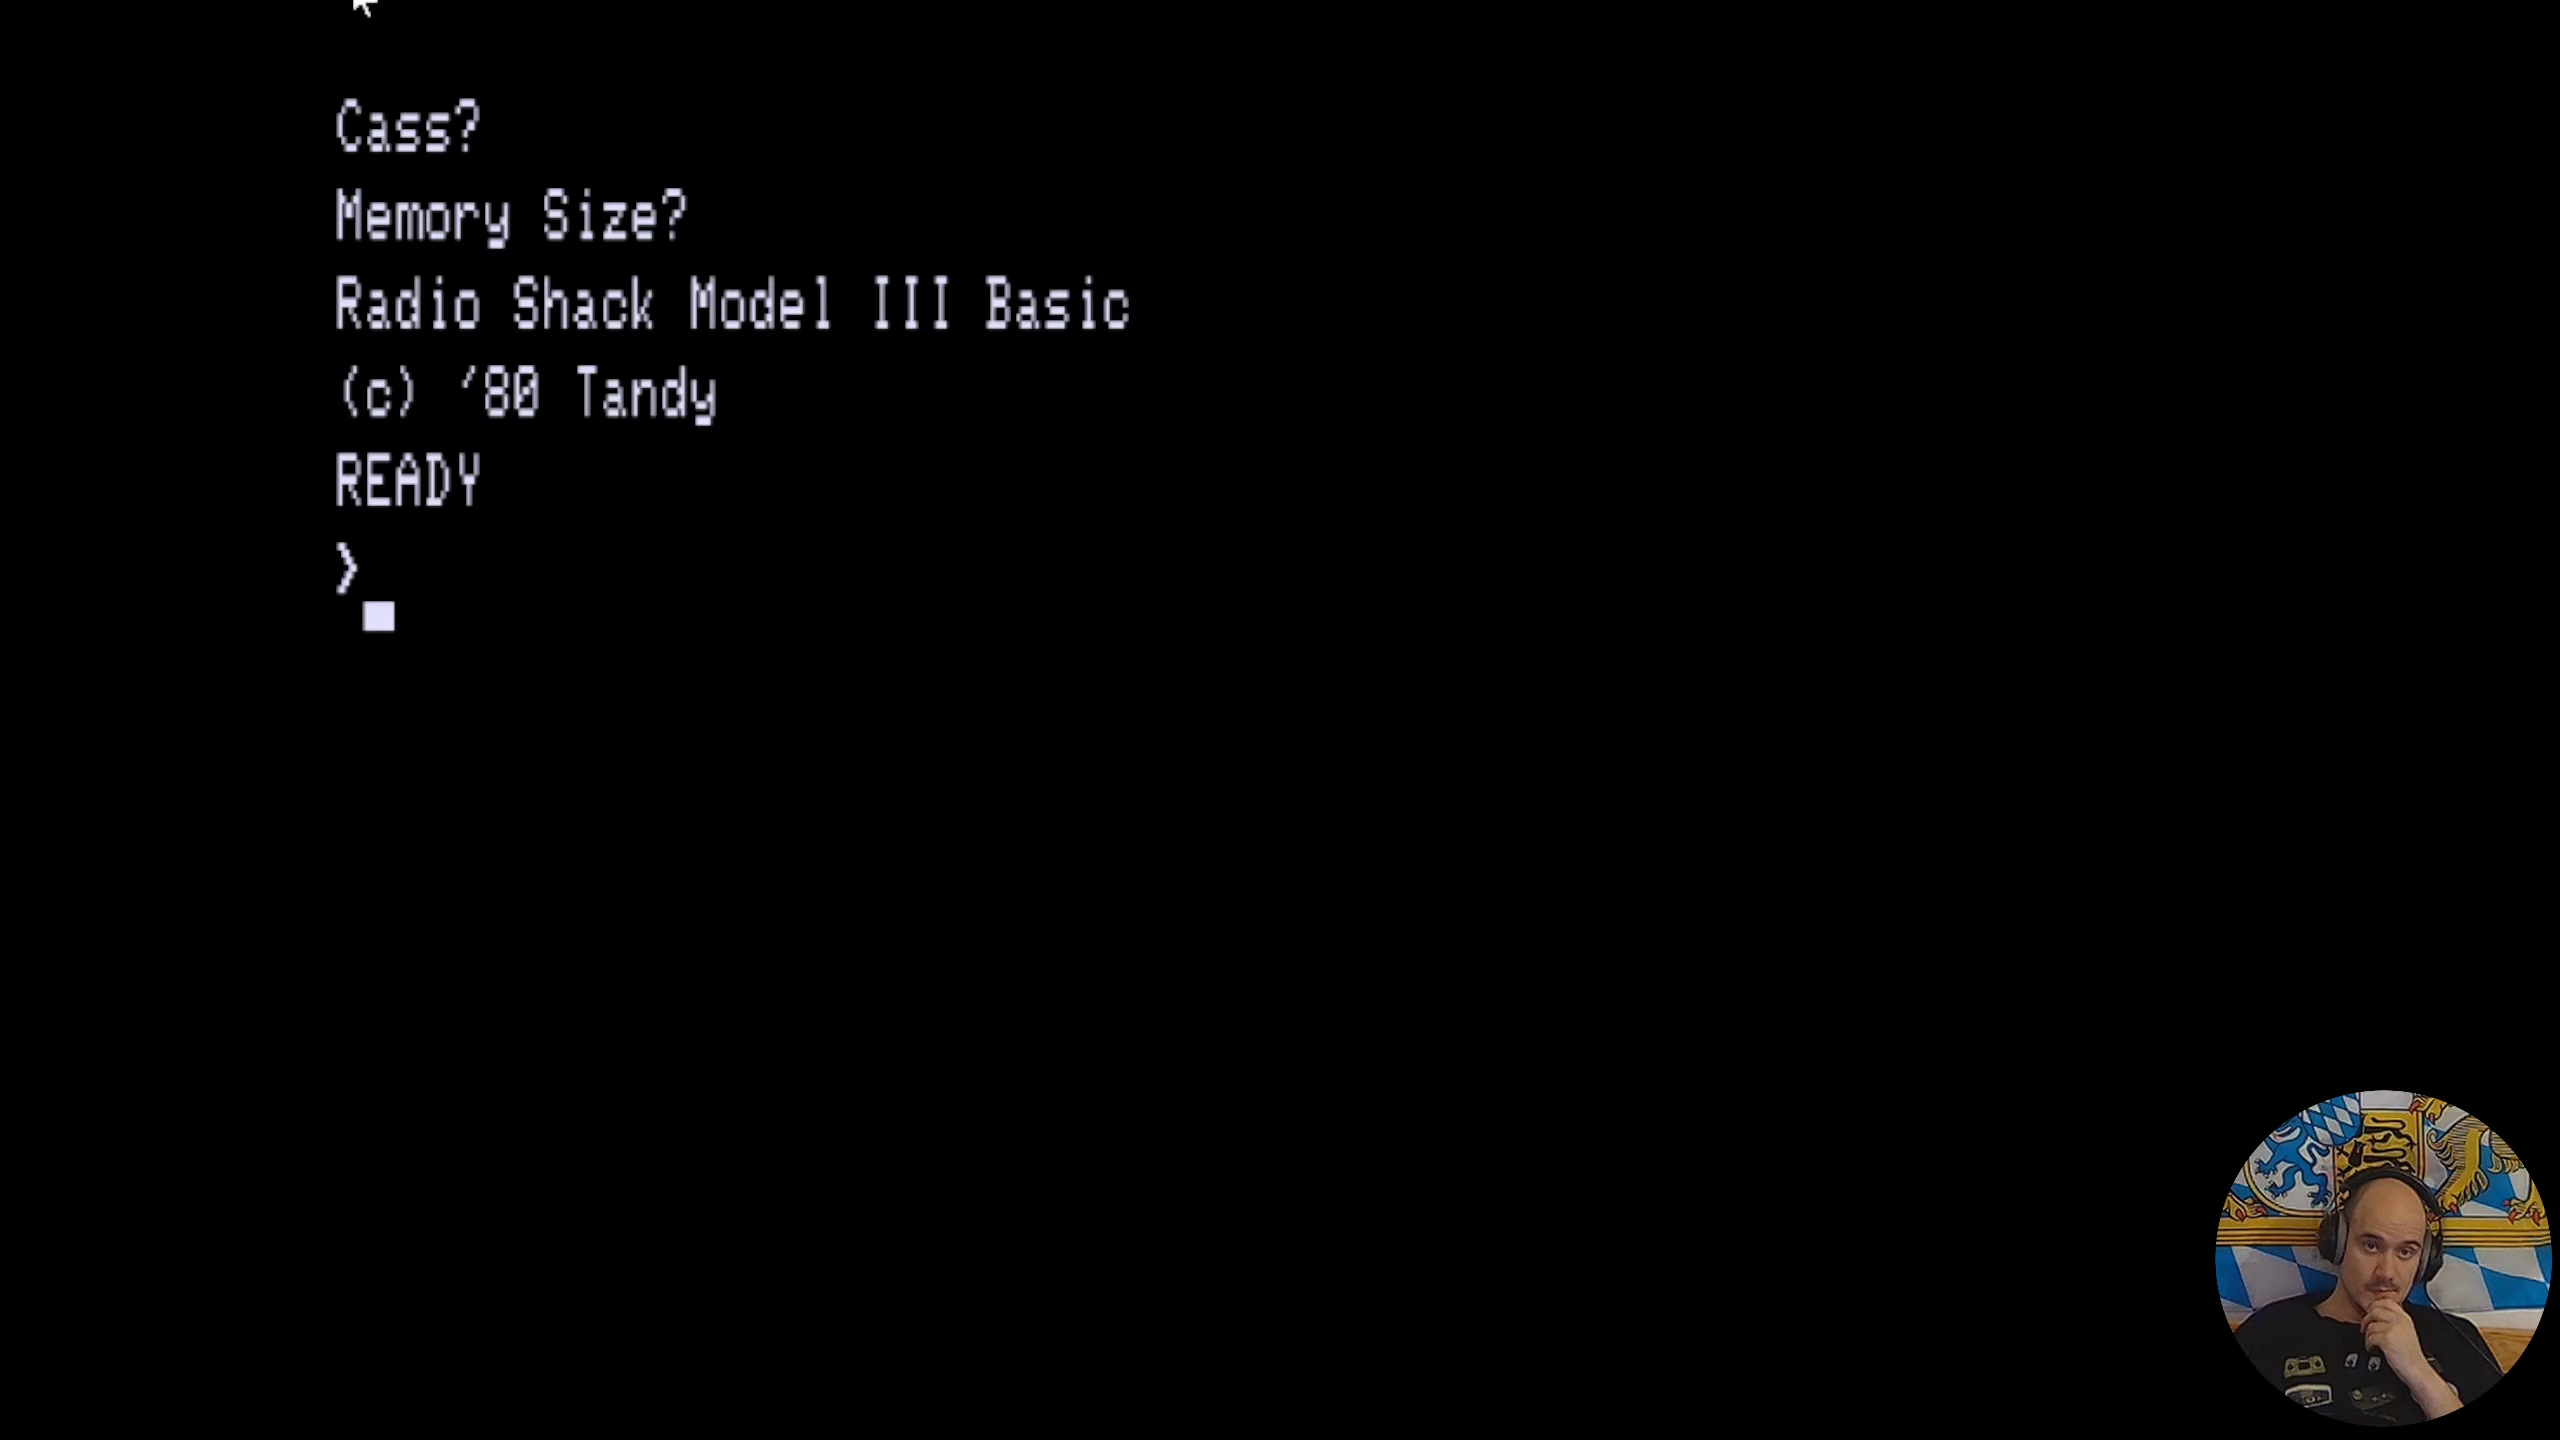 Cass?
Memory Size?
Radio Shack Model III Basic
(c) '80 Tandy
READY
>